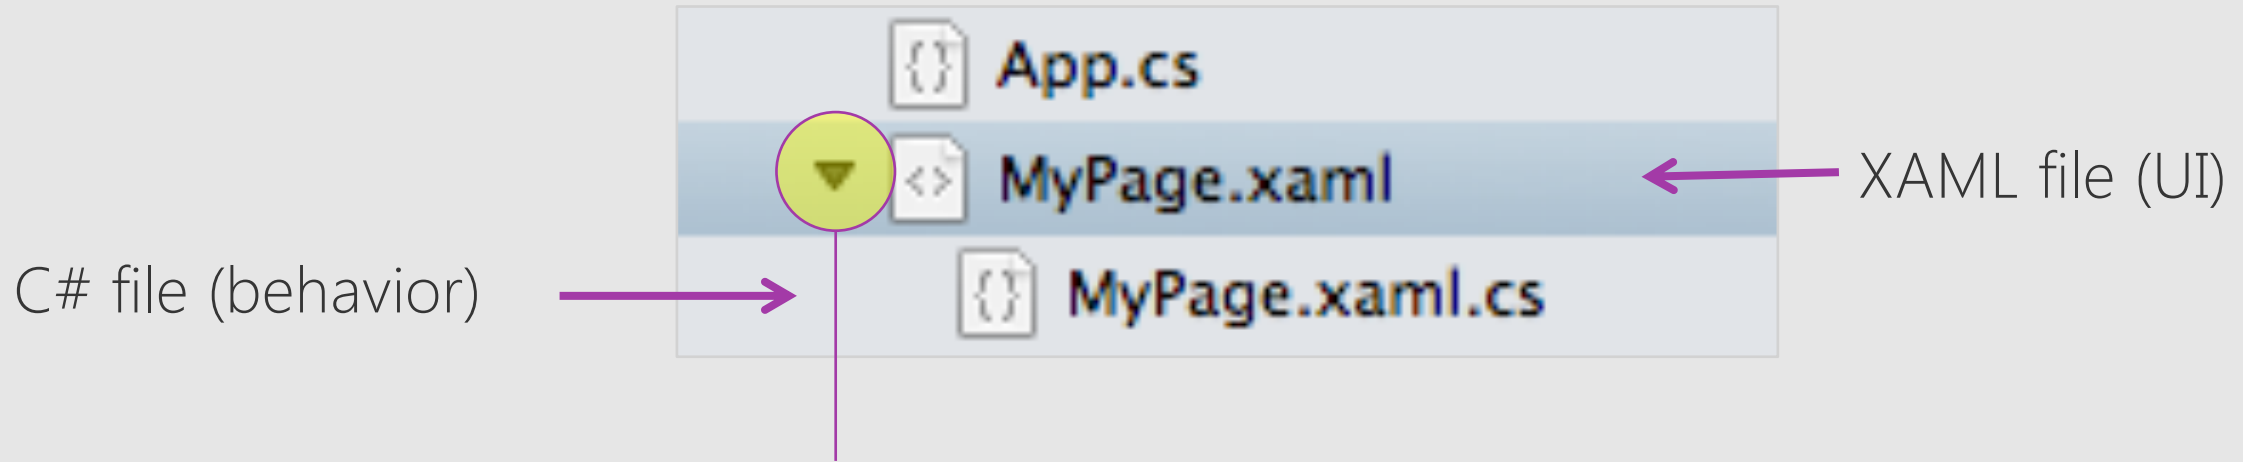 App.cs
MyPage.xaml
XAML file (UI)
C# file (behavior)
MyPage.xaml.cs